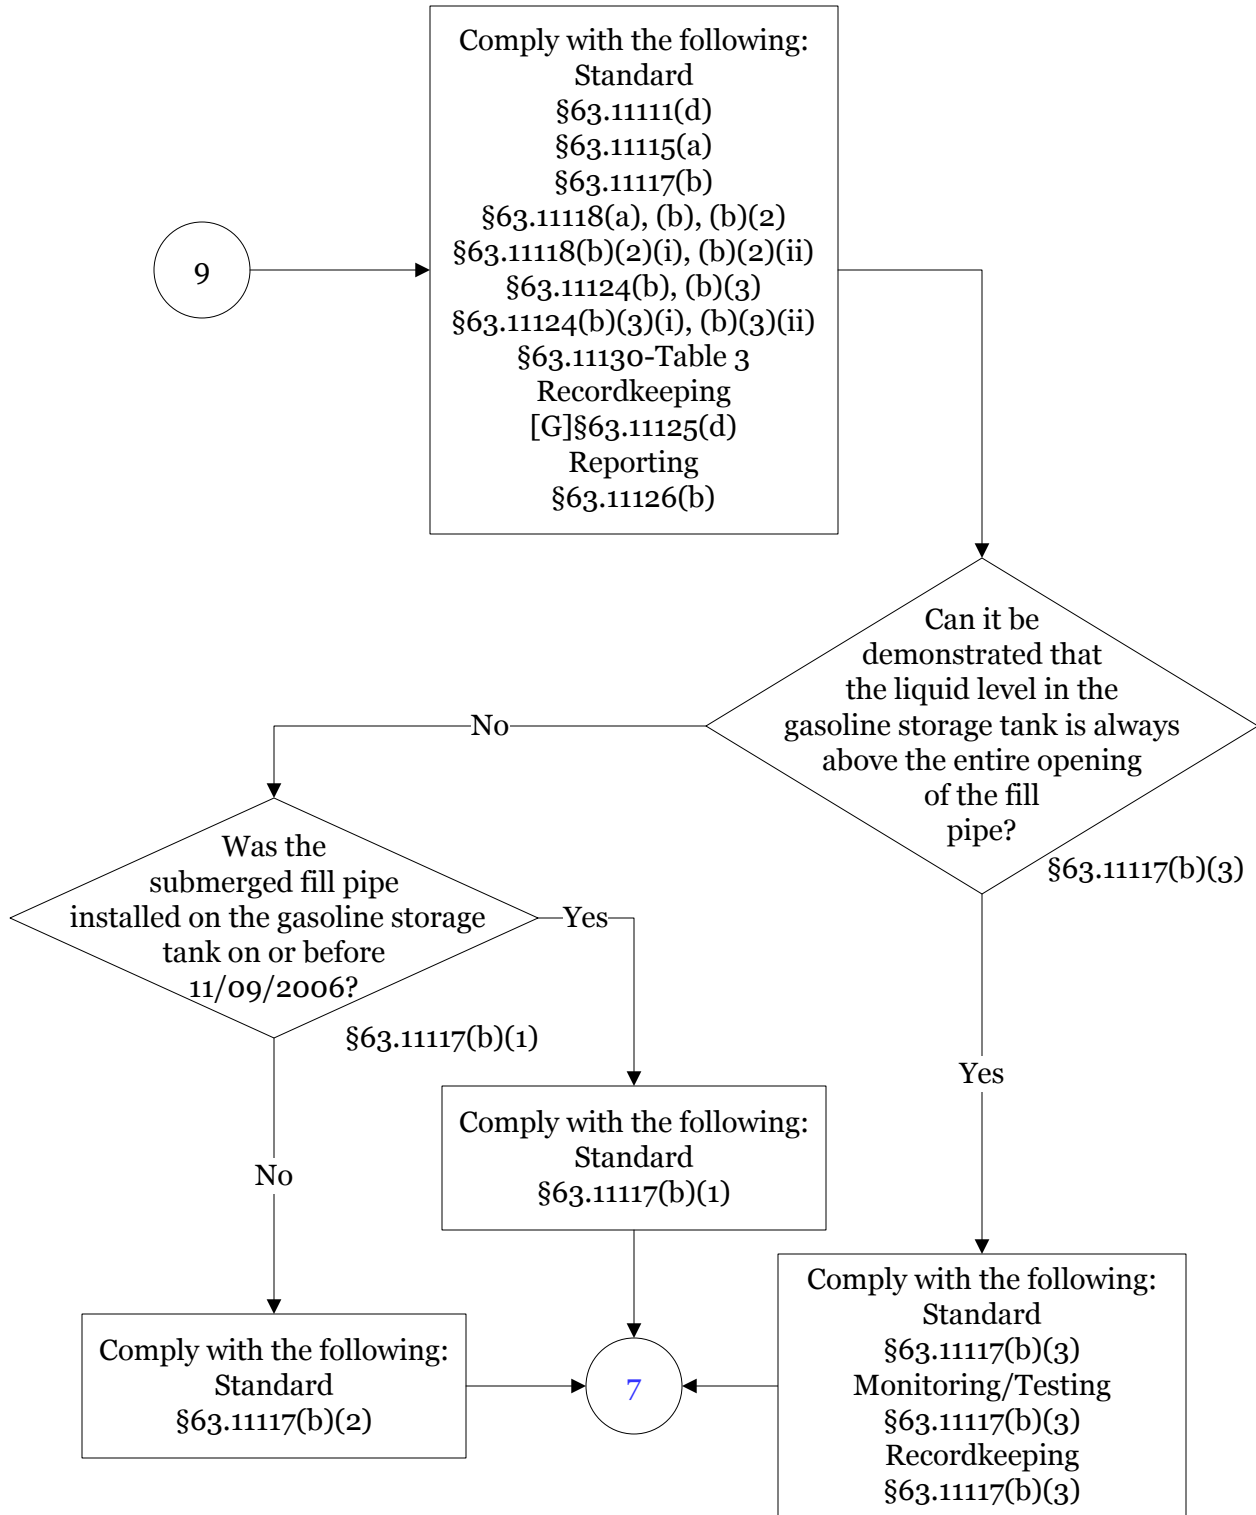 9
Comply with the following:
Standard
§63.11111(d)
§63.11115(a)
§63.11117(b)
§63.11118(a), (b), (b)(2)
§63.11118(b)(2)(i), (b)(2)(ii)
§63.11124(b), (b)(3)
§63.11124(b)(3)(i), (b)(3)(ii)
§63.11130-Table 3
Recordkeeping
[G]§63.11125(d)
Reporting
§63.11126(b)
Can it be
demonstrated that
the liquid level in the
gasoline storage tank is always
above the entire opening
of the fill
pipe?
§63.11117(b)(3)
No
Was the
submerged fill pipe
installed on the gasoline storage
tank on or before
11/09/2006?
§63.11117(b)(1)
Yes
Comply with the following:
Standard
§63.11117(b)(1)
No
Comply with the following:
Standard
§63.11117(b)(2)
Yes
Comply with the following:
Standard
§63.11117(b)(3)
Monitoring/Testing
§63.11117(b)(3)
Recordkeeping
§63.11117(b)(3)
7